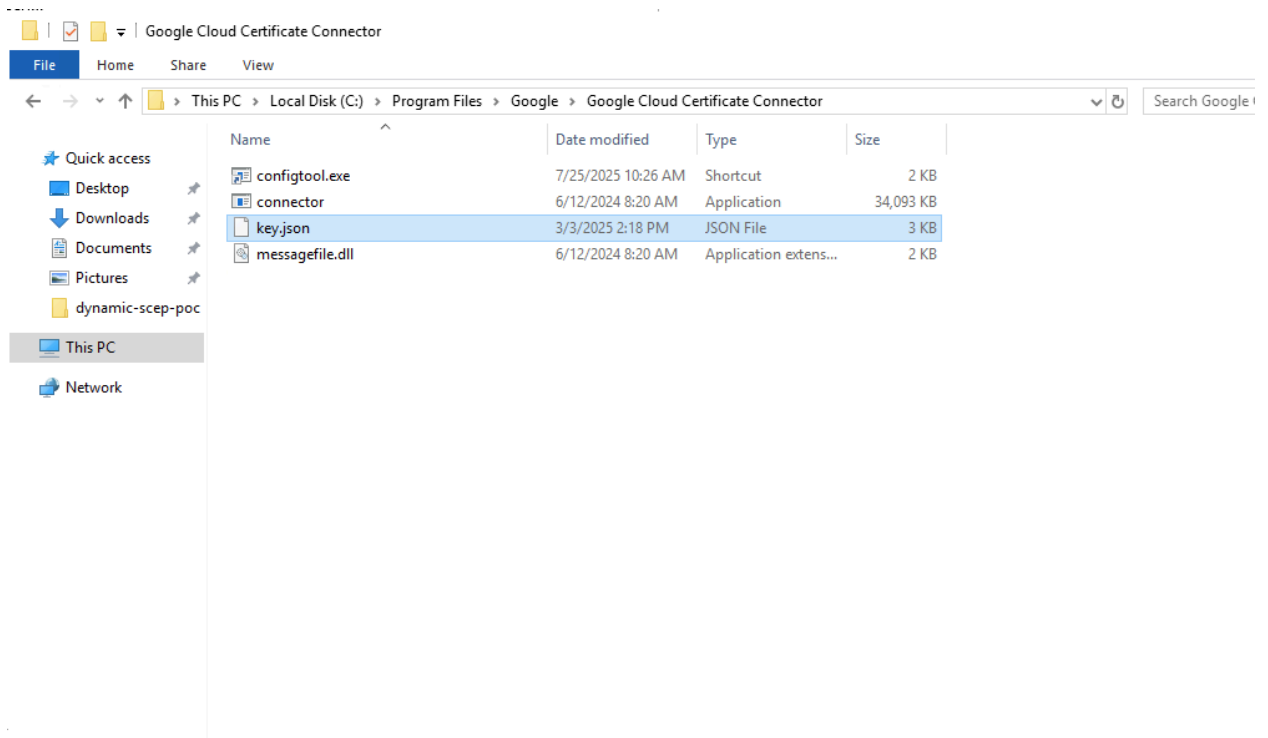 Google Cloud Certificate Connector
File Home Share View
This PC > Local Disk (C:) > Program Files > Google > Google Cloud Certificate Connector
Search Google
Name Date modified Type Size
Quick access
Desktop
Downloads
Documents
Pictures
dynamic-scep-poc
This PC
Network
configtool.exe 7/25/2025 10:26 AM Shortcut 2 KB
connector 6/12/2024 8:20 AM Application 34,093 KB
key.json 3/3/2025 2:18 PM JSON File 3 KB
messagefile.dll 6/12/2024 8:20 AM Application extens... 2 KB